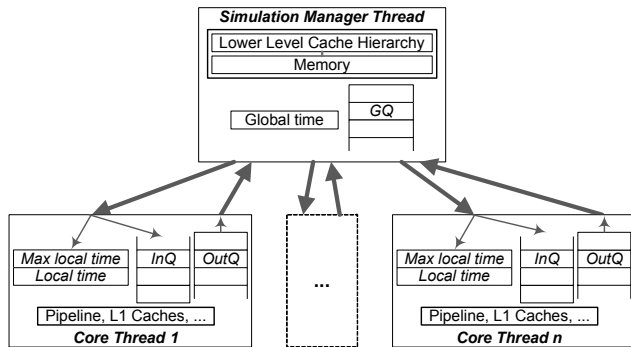 Simulation Manager Thread
Lower Level Cache Hierarchy
Memory
Global time
GQ
Max local time
Local time
InQ
OutQ
Pipeline, L1 Caches, ...
Core Thread 1
...
Max local time
Local time
InQ
OutQ
Pipeline, L1 Caches, ...
Core Thread n